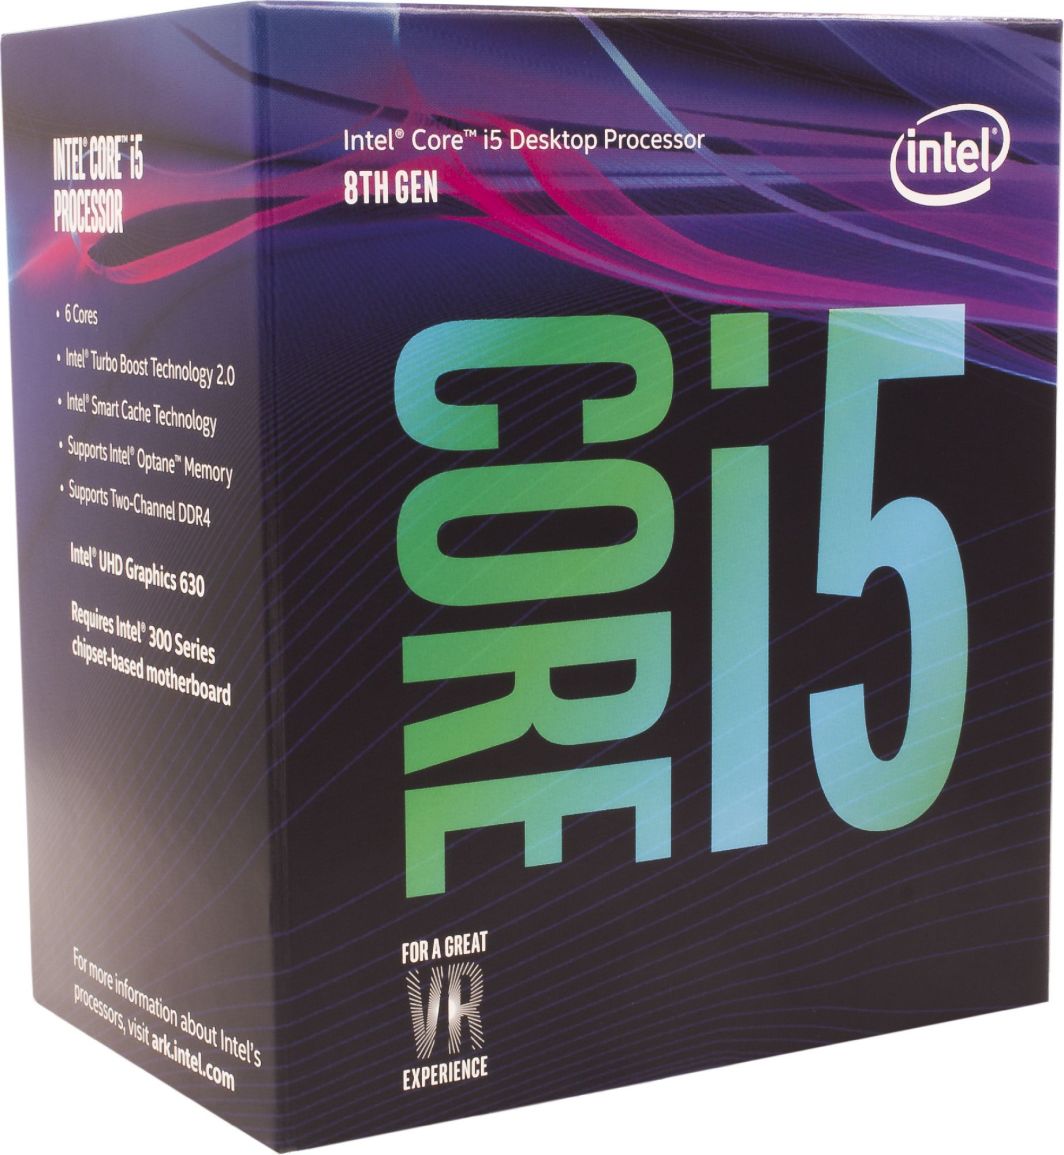 INTEL® CORE™ i5
PROCESSOR
• 6 Cores
• Intel® Turbo Boost Technology 2.0
• Intel® Smart Cache Technology
• Supports Intel® Optane™ Memory
• Supports Two-Channel DDR4
Intel® UHD Graphics 630
Requires Intel® 300 Series
chipset-based motherboard
For more information about Intel's
processors, visit ark.intel.com
Intel® Core™ i5 Desktop Processor
8TH GEN
intel®
CORE
i5
FOR A GREAT
VR
EXPERIENCE